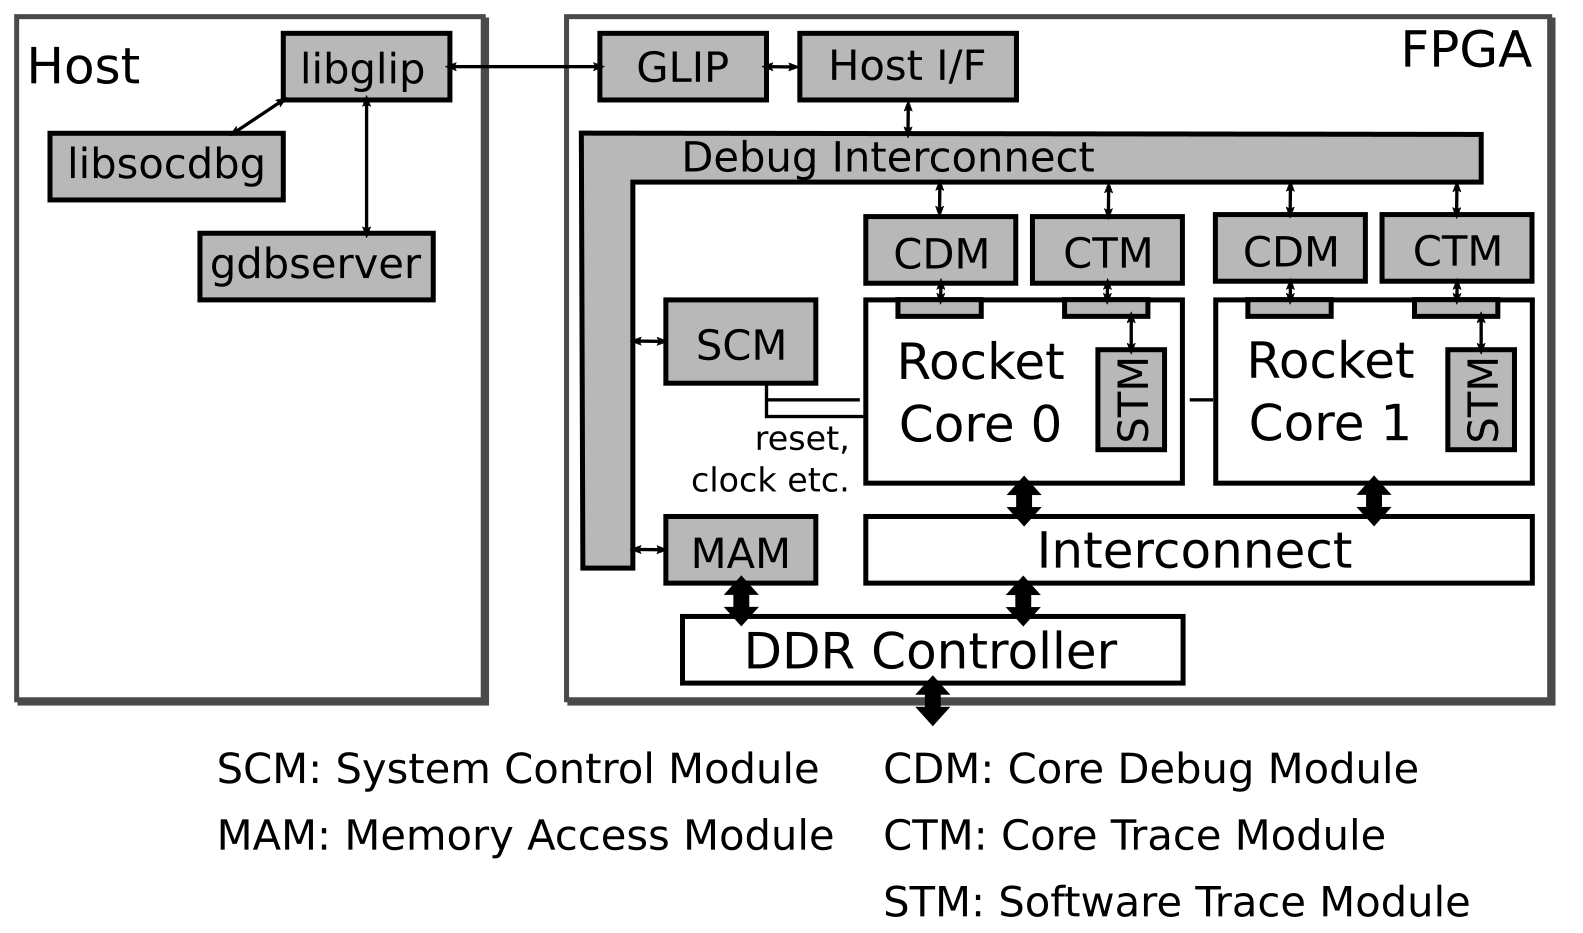 Host
libglip
libsocdbg
gdbserver
FPGA
GLIP
Host I/F
Debug Interconnect
CDM
CTM
CDM
CTM
SCM
reset,
clock etc.
Rocket
Core 0
STM
Rocket
Core 1
STM
MAM
Interconnect
DDR Controller
SCM: System Control Module
MAM: Memory Access Module
CDM: Core Debug Module
CTM: Core Trace Module
STM: Software Trace Module